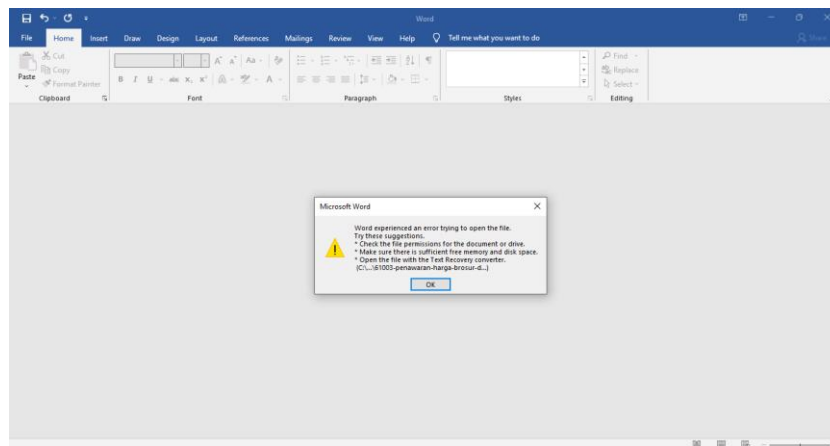 Word
File Home Insert Draw Design Layout References Mailings Review View Help Tell me what you want to do Share
Paste
Cut
Copy
Format Painter
B I U abc x₂ x² A A Aa A A
Clipboard Font Paragraph Styles Editing
Find
Replace
Select
Microsoft Word
Word experienced an error trying to open the file.
Try these suggestions.
* Check the file permissions for the document or drive.
* Make sure there is sufficient free memory and disk space.
* Open the file with the Text Recovery converter.
(C:\...\61003-penawaran-harga-brosur-d...)
OK